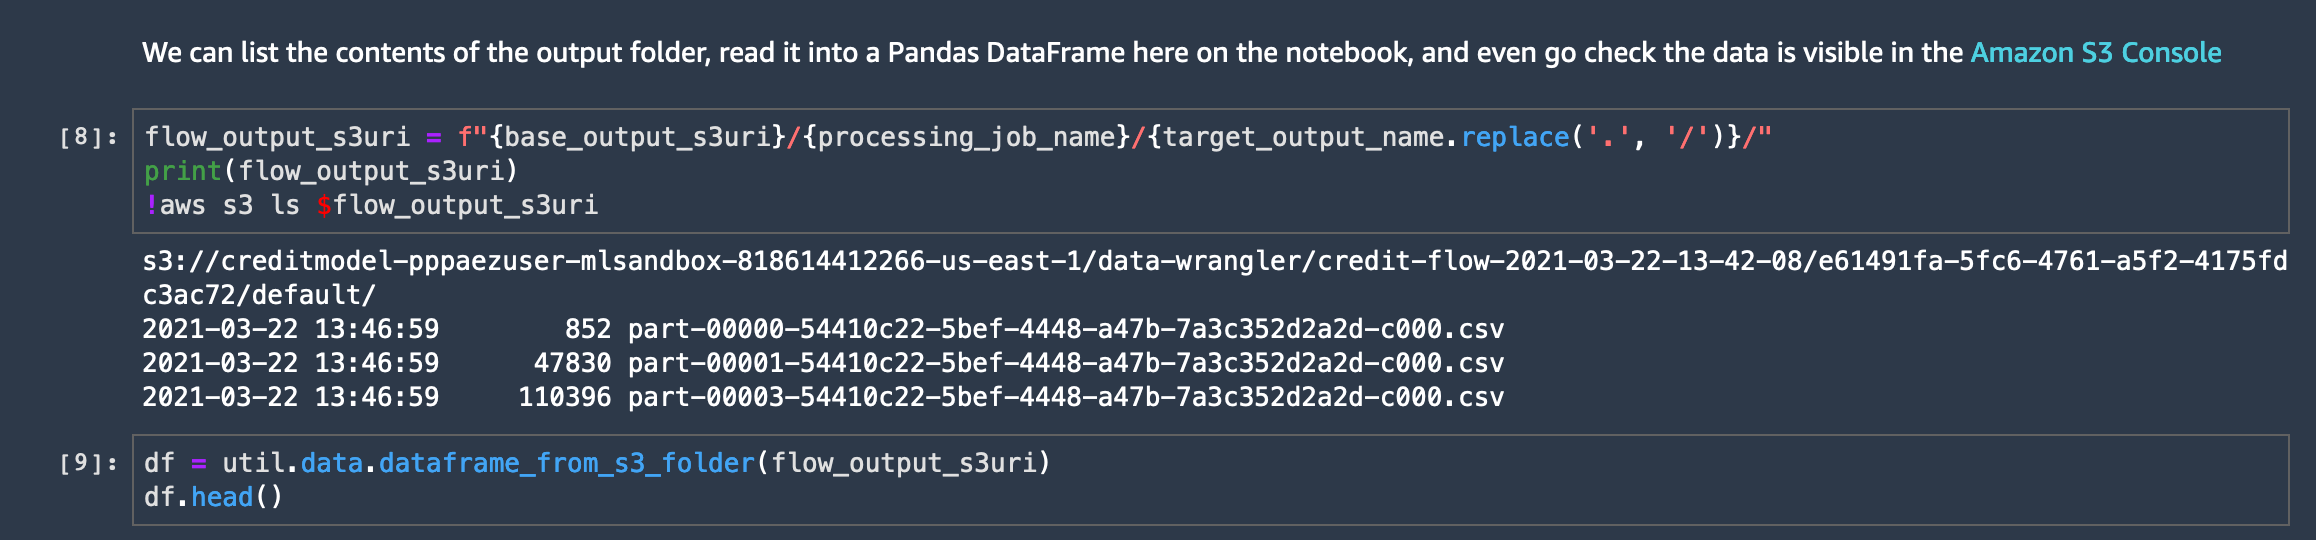 We can list the contents of the output folder, read it into a Pandas DataFrame here on the notebook, and even go check the data is visible in the Amazon S3 Console
[8]: flow_output_s3uri = f"{base_output_s3uri}/{processing_job_name}/{target_output_name.replace('.', '/')}/"
print(flow_output_s3uri)
!aws s3 ls $flow_output_s3uri
s3://creditmodel-pppaezuser-mlsandbox-818614412266-us-east-1/data-wrangler/credit-flow-2021-03-22-13-42-08/e61491fa-5fc6-4761-a5f2-4175fd
c3ac72/default/
2021-03-22 13:46:59        852 part-00000-54410c22-5bef-4448-a47b-7a3c352d2a2d-c000.csv
2021-03-22 13:46:59      47830 part-00001-54410c22-5bef-4448-a47b-7a3c352d2a2d-c000.csv
2021-03-22 13:46:59     110396 part-00003-54410c22-5bef-4448-a47b-7a3c352d2a2d-c000.csv
[9]: df = util.data.dataframe_from_s3_folder(flow_output_s3uri)
df.head()